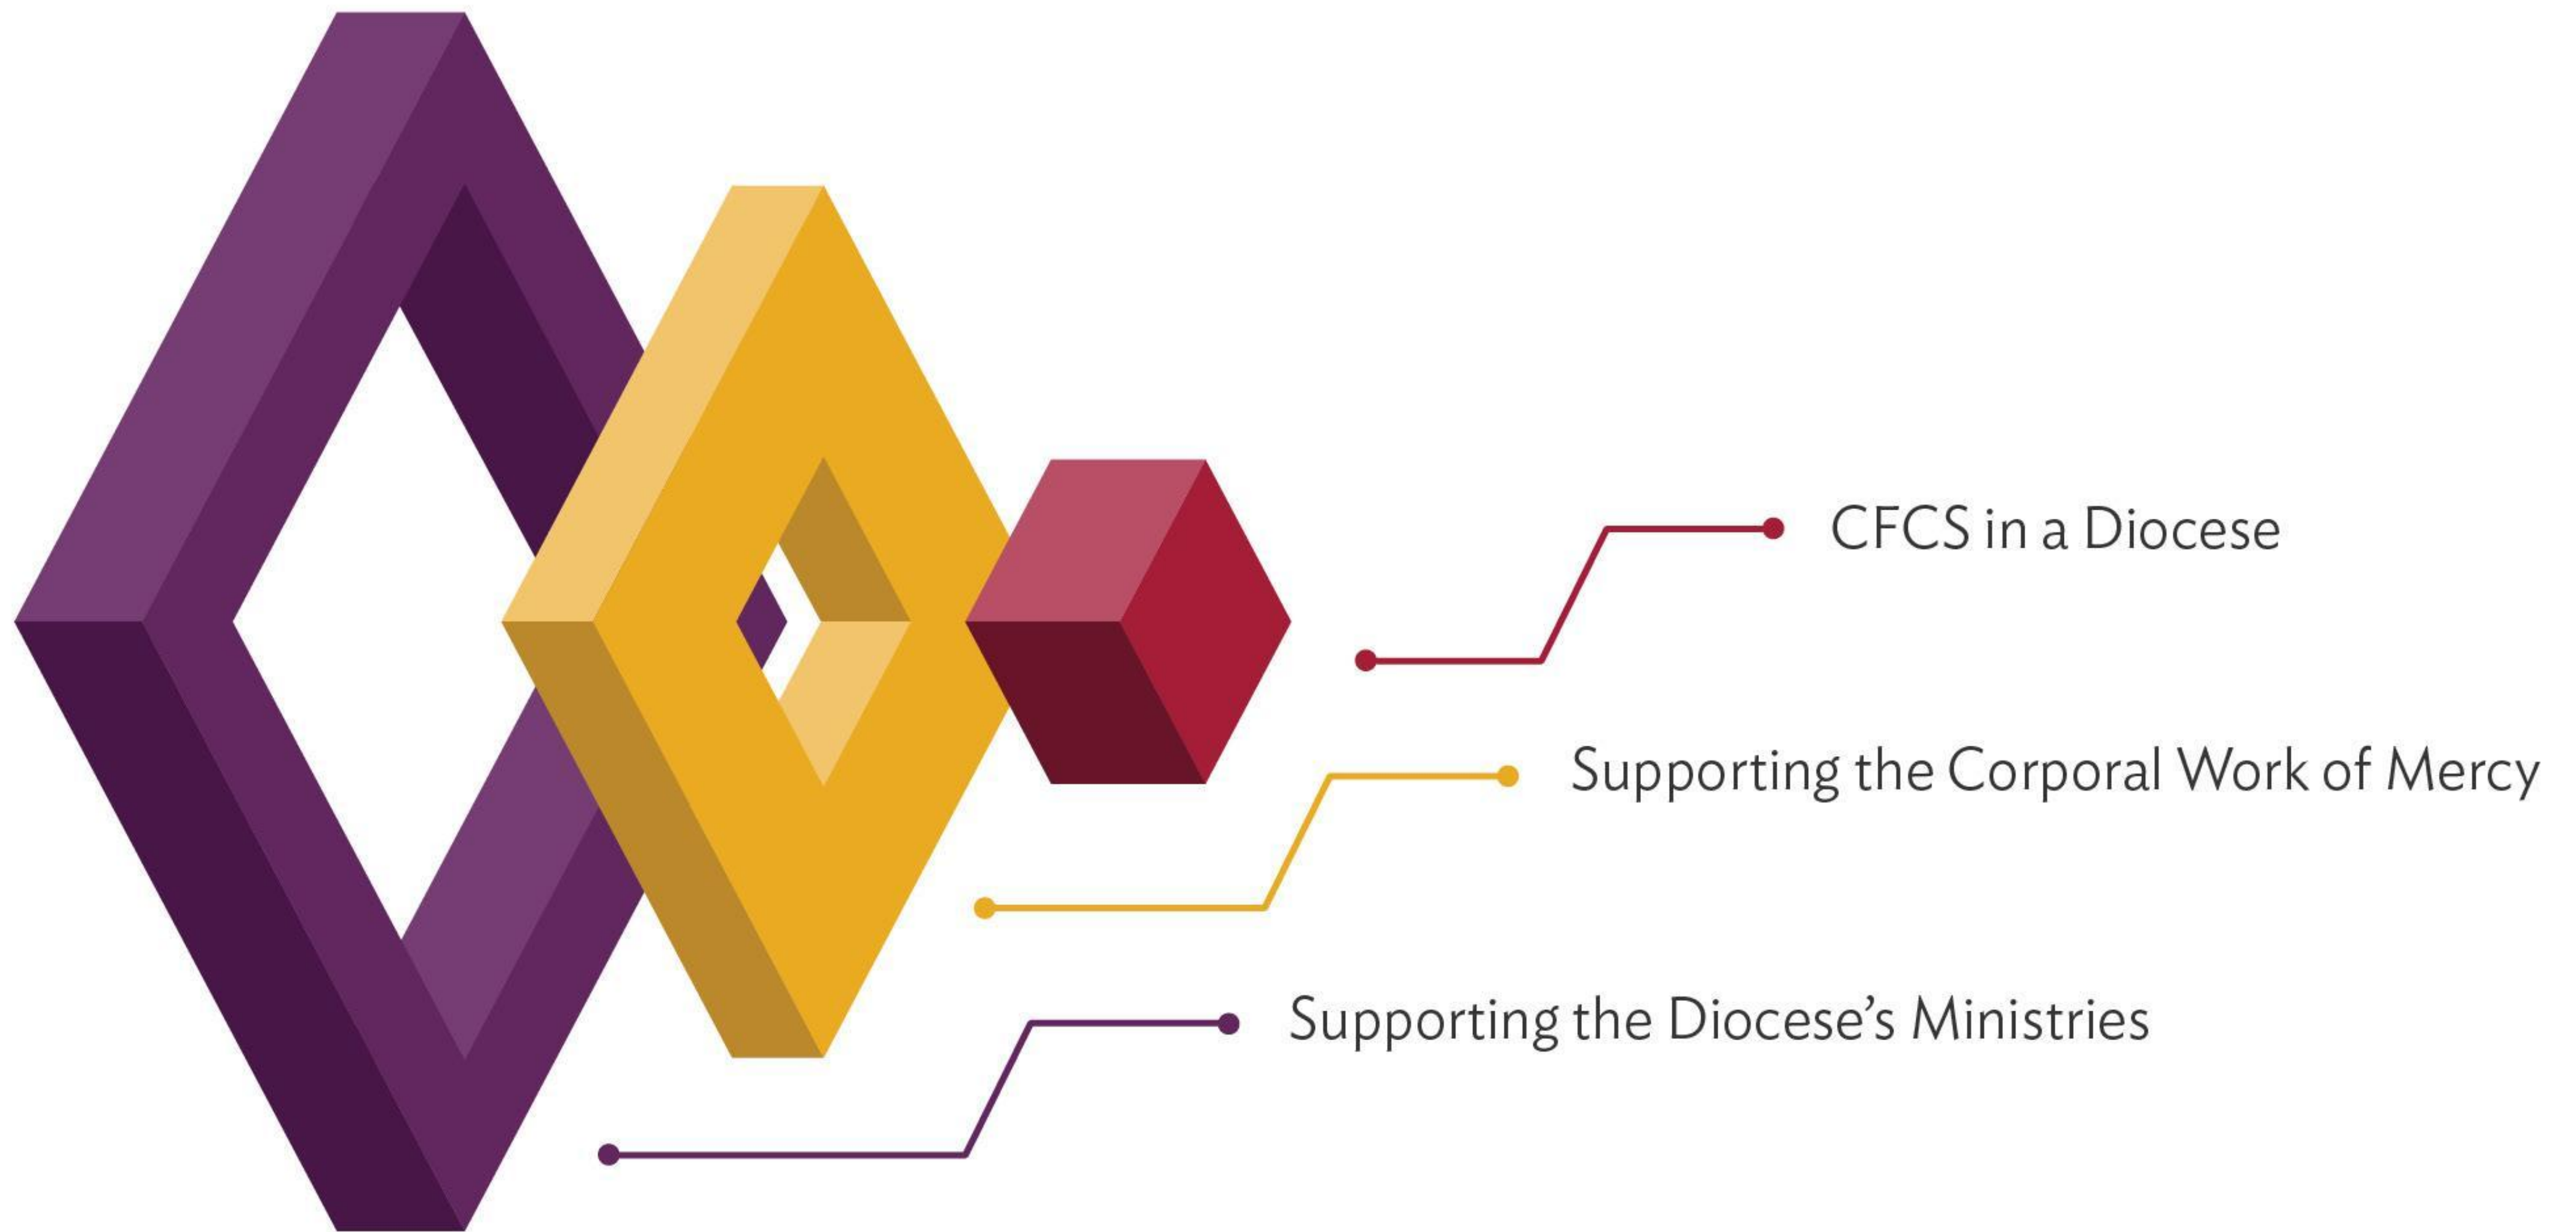 CFCS in a Diocese
Supporting the Corporal Work of Mercy
Supporting the Diocese’s Ministries